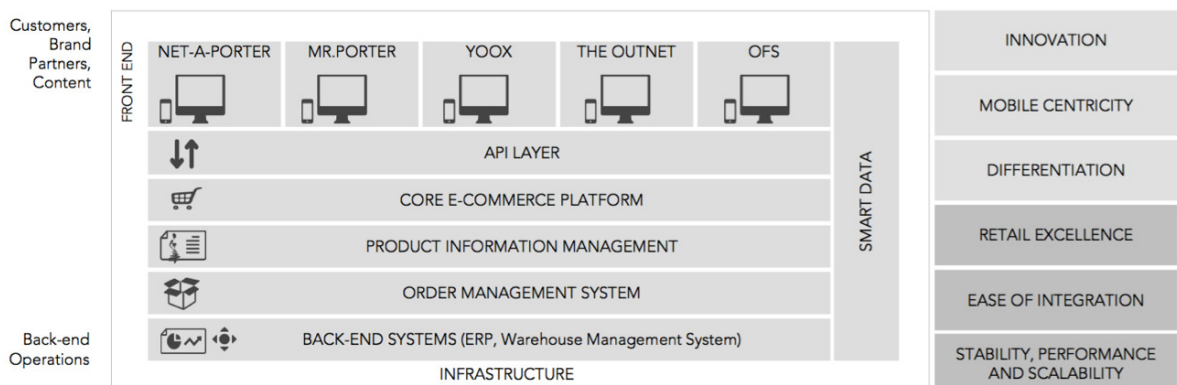 Customers,
Brand
Partners,
Content
FRONT END
NET-A-PORTER
MR.PORTER
YOOX
THE OUTNET
OFS
API LAYER
CORE E-COMMERCE PLATFORM
PRODUCT INFORMATION MANAGEMENT
ORDER MANAGEMENT SYSTEM
Back-end
Operations
BACK-END SYSTEMS (ERP, Warehouse Management System)
INFRASTRUCTURE
SMART DATA
INNOVATION
MOBILE CENTRICITY
DIFFERENTIATION
RETAIL EXCELLENCE
EASE OF INTEGRATION
STABILITY, PERFORMANCE
AND SCALABILITY